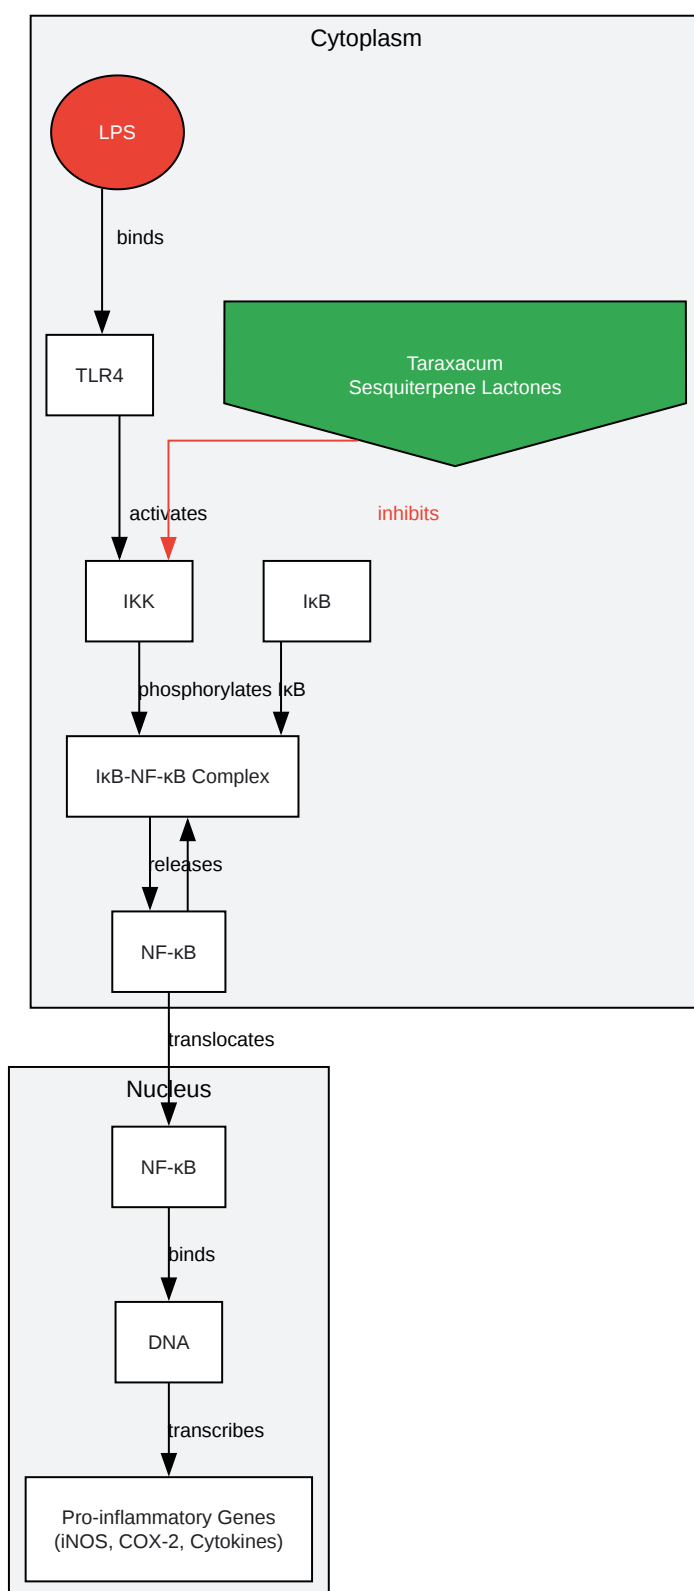 Cytoplasm
LPS
binds
TLR4
Taraxacum
Sesquiterpene Lactones
activates
inhibits
IKK
IκB
phosphorylates IκB
IκB-NF-κB Complex
releases
NF-κB
translocates
Nucleus
NF-κB
binds
DNA
transcribes
Pro-inflammatory Genes
(iNOS, COX-2, Cytokines)